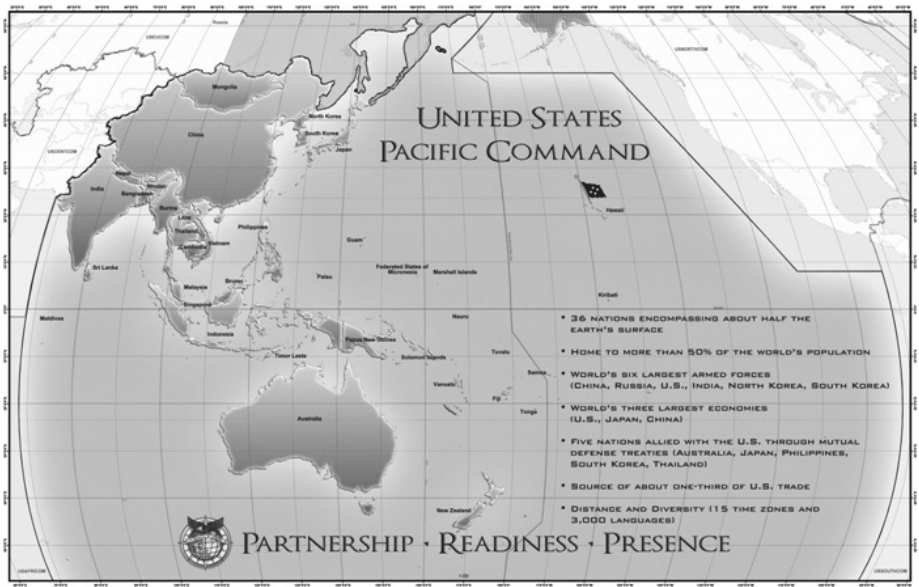 Russia
USEUCOM
USNORTHCOM
Mongolia
North Korea
UNITED STATES
China
South Korea
Japan
PACIFIC COMMAND
USCENTCOM
Nepal
India
Bhutan
Bangladesh
Hawaii
Burma
Laos
Thailand
Philippines
Vietnam
Cambodia
Guam
Sri Lanka
Federated States of
Micronesia
Marshall Islands
Palau
Brunei
Malaysia
Kiribati
Singapore
Maldives
Nauru
Indonesia
Papua New Guinea
Timor Leste
Solomon Islands
Tuvalu
Samoa
Vanuatu
Fiji
Tonga
Australia
New Zealand
• 36 NATIONS ENCOMPASSING ABOUT HALF THE
EARTH'S SURFACE
• HOME TO MORE THAN 50% OF THE WORLD'S POPULATION
• WORLD'S SIX LARGEST ARMED FORCES
(CHINA, RUSSIA, U.S., INDIA, NORTH KOREA, SOUTH KOREA)
• WORLD'S THREE LARGEST ECONOMIES
(U.S., JAPAN, CHINA)
• FIVE NATIONS ALLIED WITH THE U.S. THROUGH MUTUAL
DEFENSE TREATIES (AUSTRALIA, JAPAN, PHILIPPINES,
SOUTH KOREA, THAILAND)
• SOURCE OF ABOUT ONE-THIRD OF U.S. TRADE
• DISTANCE AND DIVERSITY (15 TIME ZONES AND
3,000 LANGUAGES)
PARTNERSHIP • READINESS • PRESENCE
USAFRICOM
USSOUTHCOM